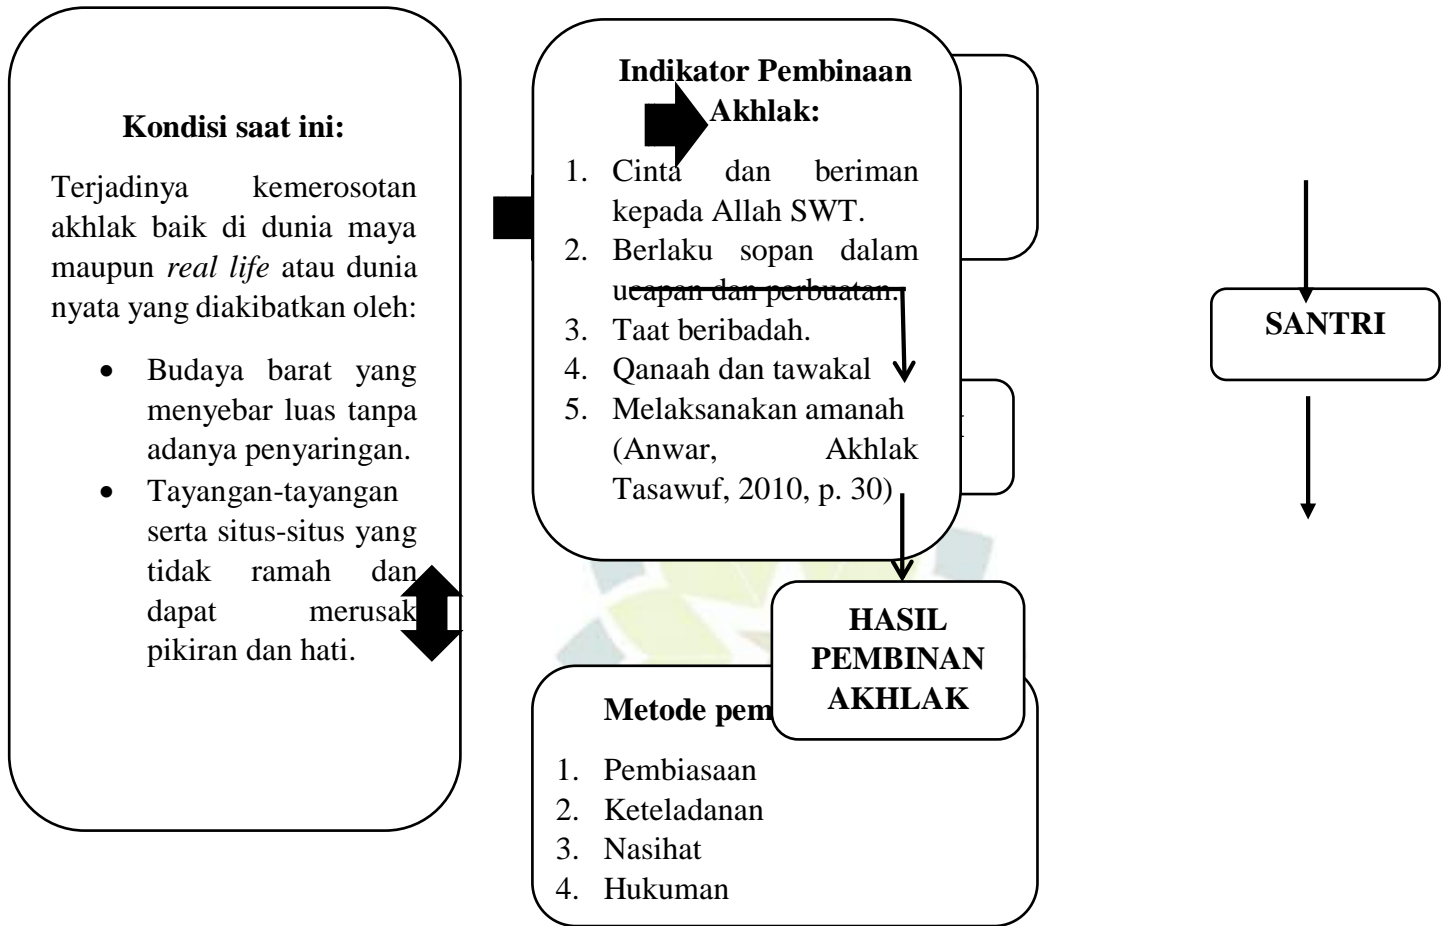 Kondisi saat ini:
Terjadinya kemerosotan
akhlak baik di dunia maya
maupun real life atau dunia
nyata yang diakibatkan oleh:
• Budaya barat yang
menyebar luas tanpa
adanya penyaringan.
• Tayangan-tayangan
serta situs-situs yang
tidak ramah dan
dapat merusak
pikiran dan hati.
Indikator Pembinaan
Akhlak:
1. Cinta dan beriman
kepada Allah SWT.
2. Berlaku sopan dalam
ucapan dan perbuatan.
3. Taat beribadah.
4. Qanaah dan tawakal
5. Melaksanakan amanah
(Anwar, Akhlak
Tasawuf, 2010, p. 30)
SANTRI
HASIL
PEMBINAN
AKHLAK
Metode pem
1. Pembiasaan
2. Keteladanan
3. Nasihat
4. Hukuman